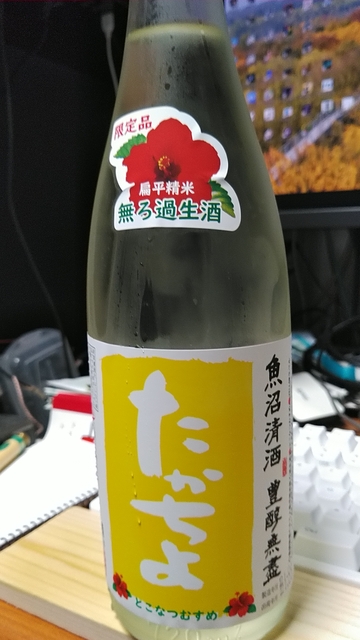 限定品
扁平精米
無ろ過生酒
魚沼清酒 豊醇無盡
たかちよ
とこなつむすめ
720ml